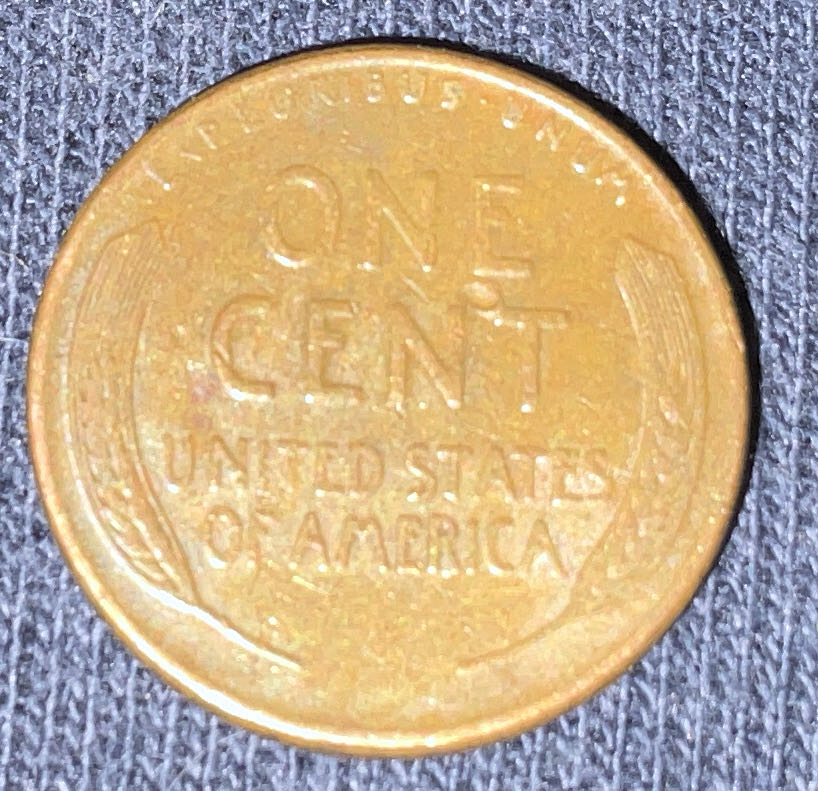 E PLURIBUS UNUM
ONE
CENT
UNITED STATES
OF AMERICA